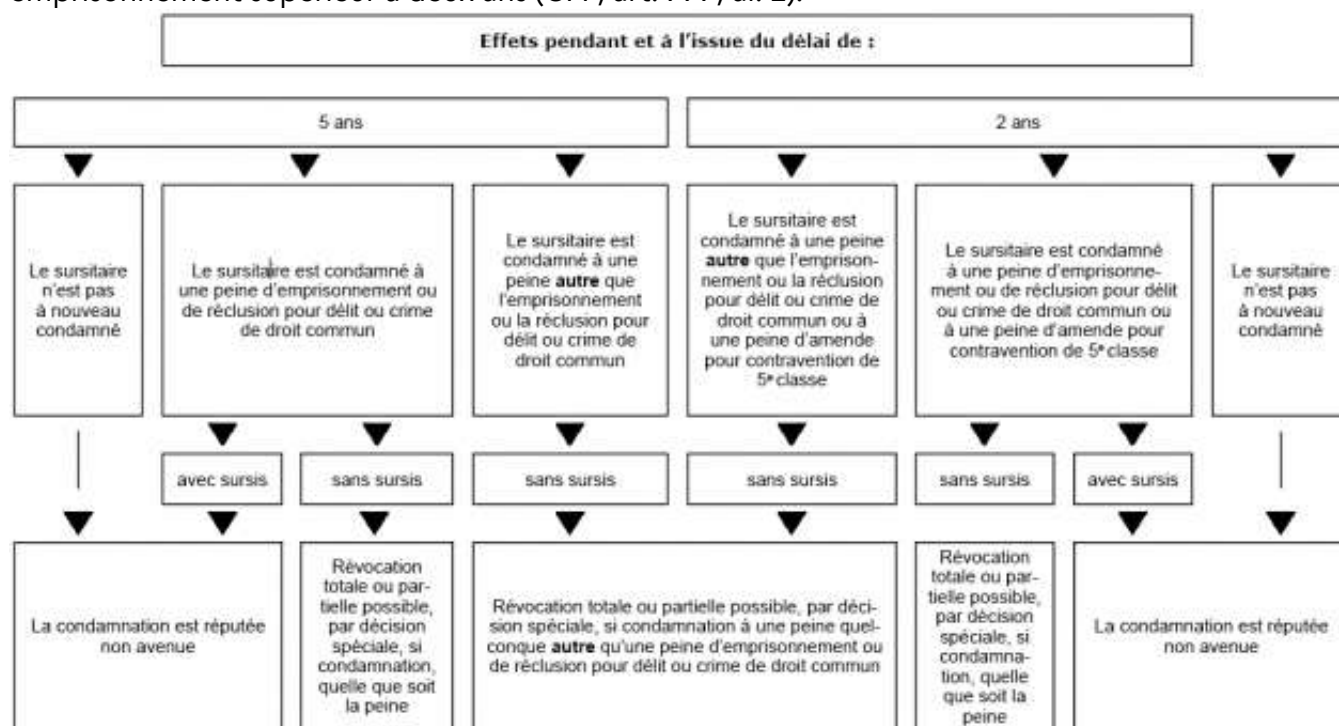 emprisonnement supérieur à deux ans (CPP, art. 777, al. 2).
Effets pendant et à l'issue du délai de :
5 ans
2 ans
Le sursitaire
n'est pas
à nouveau
condamné
Le sursitaire est condamné à
une peine d'emprisonnement ou
de réclusion pour délit ou crime
de droit commun
Le sursitaire est
condamné à une
peine autre que
l'emprisonnement
ou la réclusion pour
délit ou crime de
droit commun
Le sursitaire est
condamné à une peine
autre que l'emprison-
nement ou la réclusion
pour délit ou crime de
droit commun ou à
une peine d'amende
pour contravention de
5e classe
Le sursitaire est condamné
à une peine d'emprisonne-
ment ou de réclusion pour délit
ou crime de droit commun ou
à une peine d'amende pour
contravention de 5e classe
Le sursitaire
n'est pas
à nouveau
condamné
avec sursis
sans sursis
sans sursis
sans sursis
sans sursis
avec sursis
La condamnation est réputée
non avenue
Révocation
totale ou par-
tielle possible,
par décision
spéciale, si
condamnation,
quelle que soit
la peine
Révocation totale ou partielle possible, par déci-
sion spéciale, si condamnation à une peine quel-
conque autre qu'une peine d'emprisonnement ou
de réclusion pour délit ou crime de droit commun
Révocation
totale ou par-
tielle possible,
par décision
spéciale, si
condamna-
tion, quelle
que soit la
peine
La condamnation est réputée
non avenue